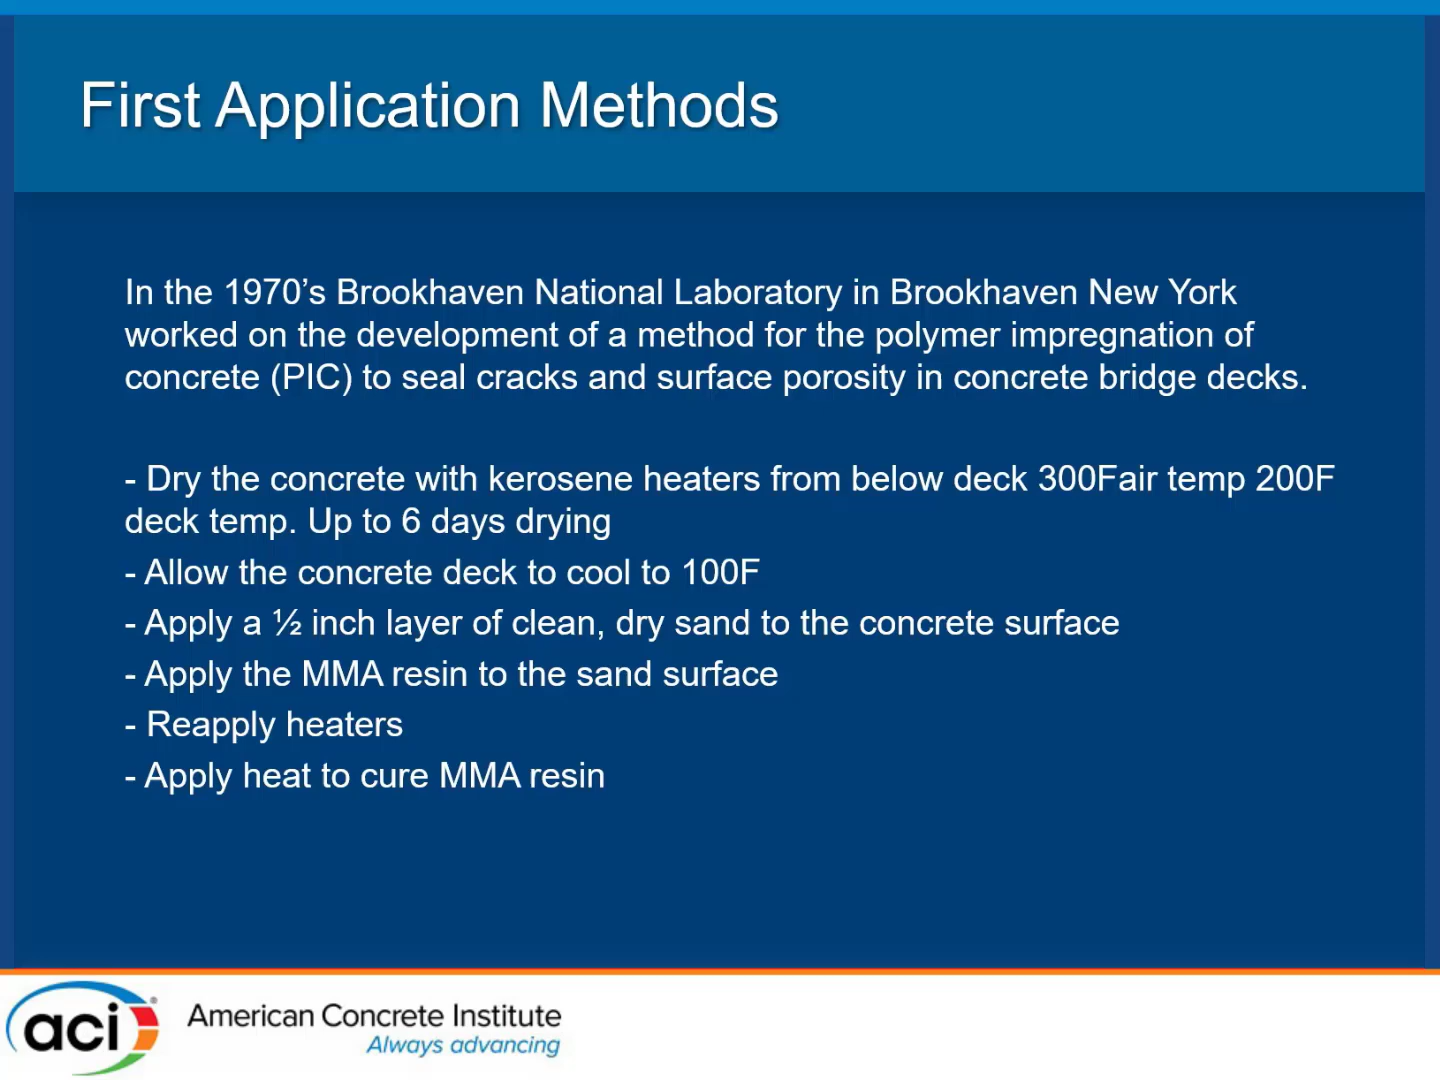 First Application Methods
In the 1970’s Brookhaven National Laboratory in Brookhaven New York
worked on the development of a method for the polymer impregnation of
concrete (PIC) to seal cracks and surface porosity in concrete bridge decks.
- Dry the concrete with kerosene heaters from below deck 300Fair temp 200F
deck temp. Up to 6 days drying
- Allow the concrete deck to cool to 100F
- Apply a ½ inch layer of clean, dry sand to the concrete surface
- Apply the MMA resin to the sand surface
- Reapply heaters
- Apply heat to cure MMA resin
aci®
American Concrete Institute
Always advancing